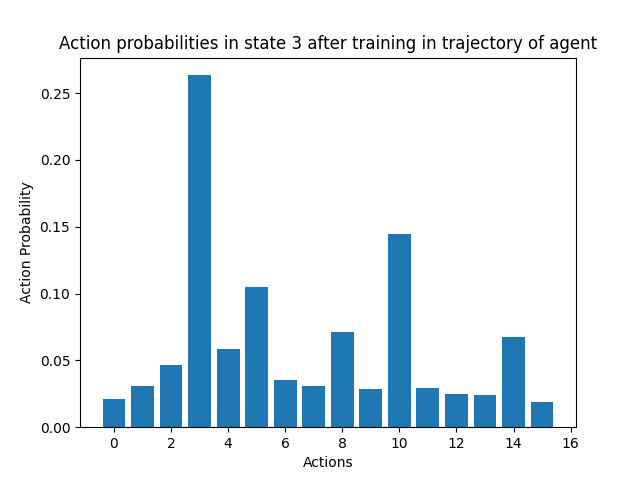 Action probabilities in state 3 after training in trajectory of agent
0.25
0.20
0.15
0.10
0.05
0.00
Action Probability
0 2 4 6 8 10 12 14 16
Actions